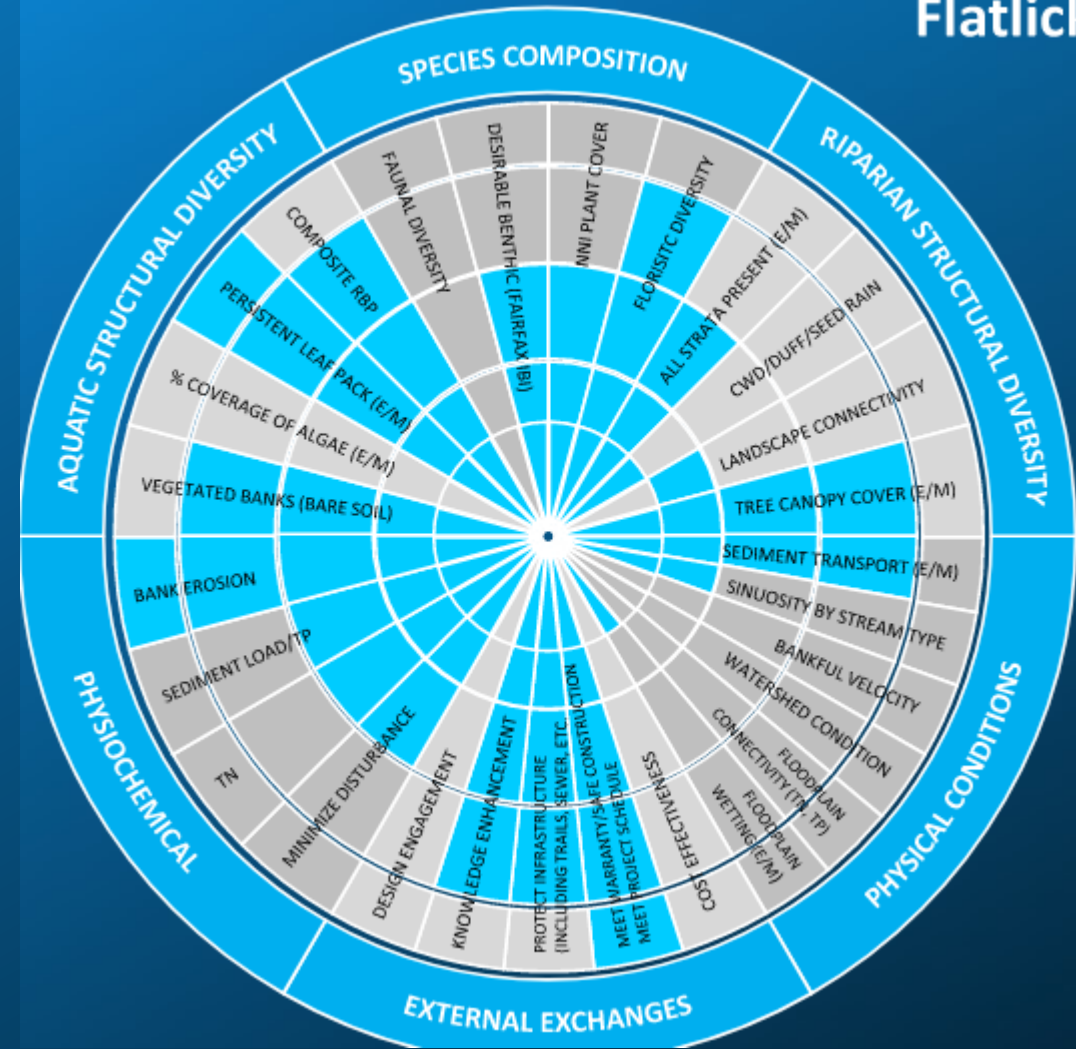 Flatlick
SPECIES COMPOSITION
RIPARIAN STRUCTURAL DIVERSITY
PHYSICAL CONDITIONS
EXTERNAL EXCHANGES
PHYSIOCHEMICAL
AQUATIC STRUCTURAL DIVERSITY
FAUNAL DIVERSITY
DESIRABLE BENTHIC (FAIRFAX IBI)
NNI PLANT COVER
FLORISITC DIVERSITY
ALL STRATA PRESENT (E/M)
CWD/DUFF/SEED RAIN
LANDSCAPE CONNECTIVITY
TREE CANOPY COVER (E/M)
SEDIMENT TRANSPORT (E/M)
SINUOSITY BY STREAM TYPE
BANKFUL VELOCITY
WATERSHED CONDITION
FLOODPLAIN
CONNECTIVITY (TN, TP)
FLOODPLAIN
WETTING (E/M)
COST EFFECTIVENESS
MEET WARRANTY/SAFE CONSTRUCTION
MEET PROJECT SCHEDULE
PROTECT INFRASTRUCTURE
(INCLUDING TRAILS, SEWER, ETC.
KNOWLEDGE ENHANCEMENT
DESIGN ENGAGEMENT
MINIMIZE DISTURBANCE
TN
SEDIMENT LOAD/TP
BANK EROSION
VEGETATED BANKS (BARE SOIL)
% COVERAGE OF ALGAE (E/M)
PERSISTENT LEAF PACK (E/M)
COMPOSITE RBP